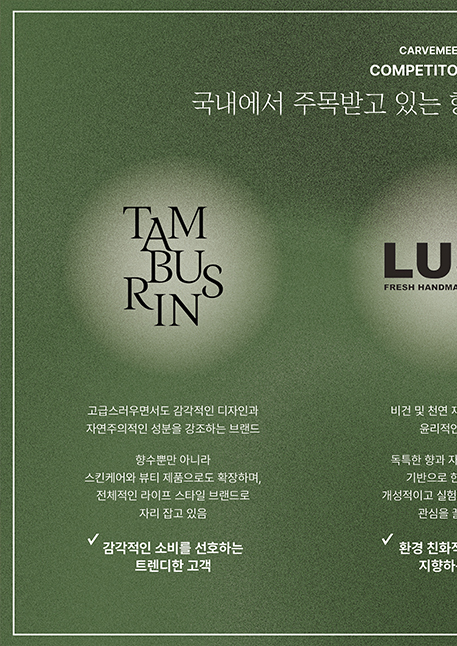 CARVEMEE
COMPETITO
국내에서 주목받고 있는
TAM
BUS
RIN
LU
FRESH HANDMA
고급스러우면서도 감각적인 디자인과
자연주의적인 성분을 강조하는 브랜드
향수뿐만 아니라
스킨케어와 뷰티 제품으로도 확장하며,
전체적인 라이프 스타일 브랜드로
자리 잡고 있음
감각적인 소비를 선호하는
트렌디한 고객
비건 및 천연
윤리적인
독특한 향과
기반으로
개성적이고 실험
관심을
환경 친화적
지향하